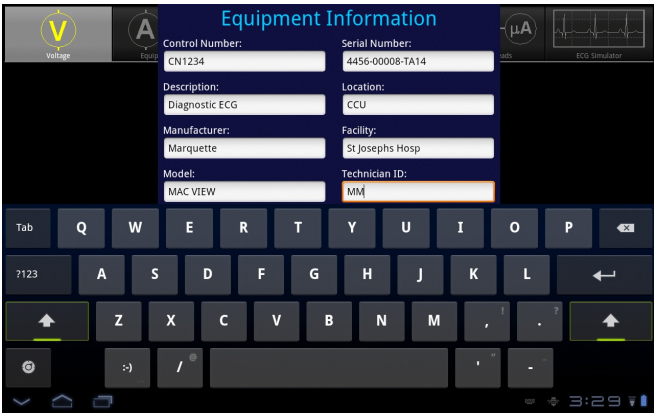 Equipment Information
V
Voltage
A
Equip
μA
ads
ECG Simulator
Control Number:
Serial Number:
CN1234
4456-00008-TA14
Description:
Location:
Diagnostic ECG
CCU
Manufacturer:
Facility:
Marquette
St Josephs Hosp
Model:
Technician ID:
MAC VIEW
MM
Tab Q W E R T Y U I O P
?123 A S D F G H J K L
Z X C V B N M , ! . ?
:-) / @ ' " - _
3:29